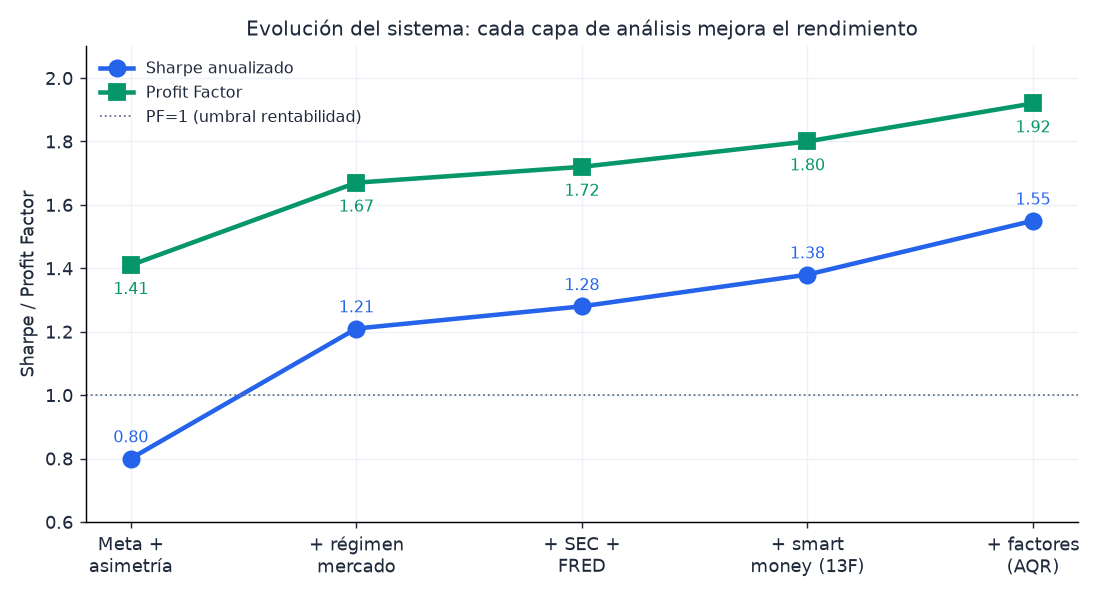 Evolución del sistema: cada capa de análisis mejora el rendimiento
Sharpe anualizado
Profit Factor
PF=1 (umbral rentabilidad)
Sharpe / Profit Factor
2.0
1.8
1.6
1.4
1.2
1.0
0.8
0.6
1.41
1.67
1.72
1.80
1.92
0.80
1.21
1.28
1.38
1.55
Meta +
asimetría
+ régimen
mercado
+ SEC +
FRED
+ smart
money (13F)
+ factores
(AQR)